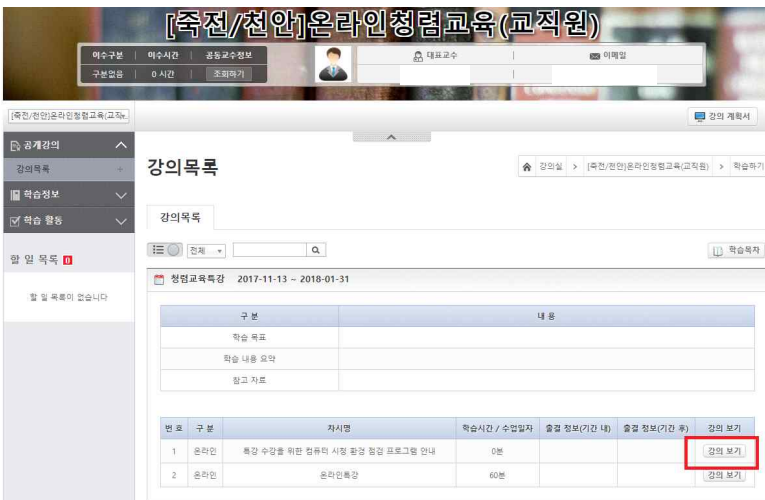 [죽전/천안]온라인청렴교육(교직원)
이수구분 | 이수시간 | 공동교수정보
구분없음 | 0 시간 | 조회하기
대표교수 | 이메일
[죽전/천안]온라인청렴교육(교직원)
강의 계획서
공개강의
강의목록 +
학습정보
학습 활동
할 일 목록 0
할 일 목록이 없습니다
강의목록
강의실 > [죽전/천안]온라인청렴교육(교직원) > 학습하기
강의목록
전체
학습목차
청렴교육특강 2017-11-13 ~ 2018-01-31
구 분 내 용
학습 목표
학습 내용 요약
참고 자료
번 호 구 분 차시명 학습시간 / 수업일자 출결 정보(기간 내) 출결 정보(기간 후) 강의 보기
1 온라인 특강 수강을 위한 컴퓨터 시청 환경 점검 프로그램 안내 0분 강의 보기
2 온라인 온라인특강 60분 강의 보기